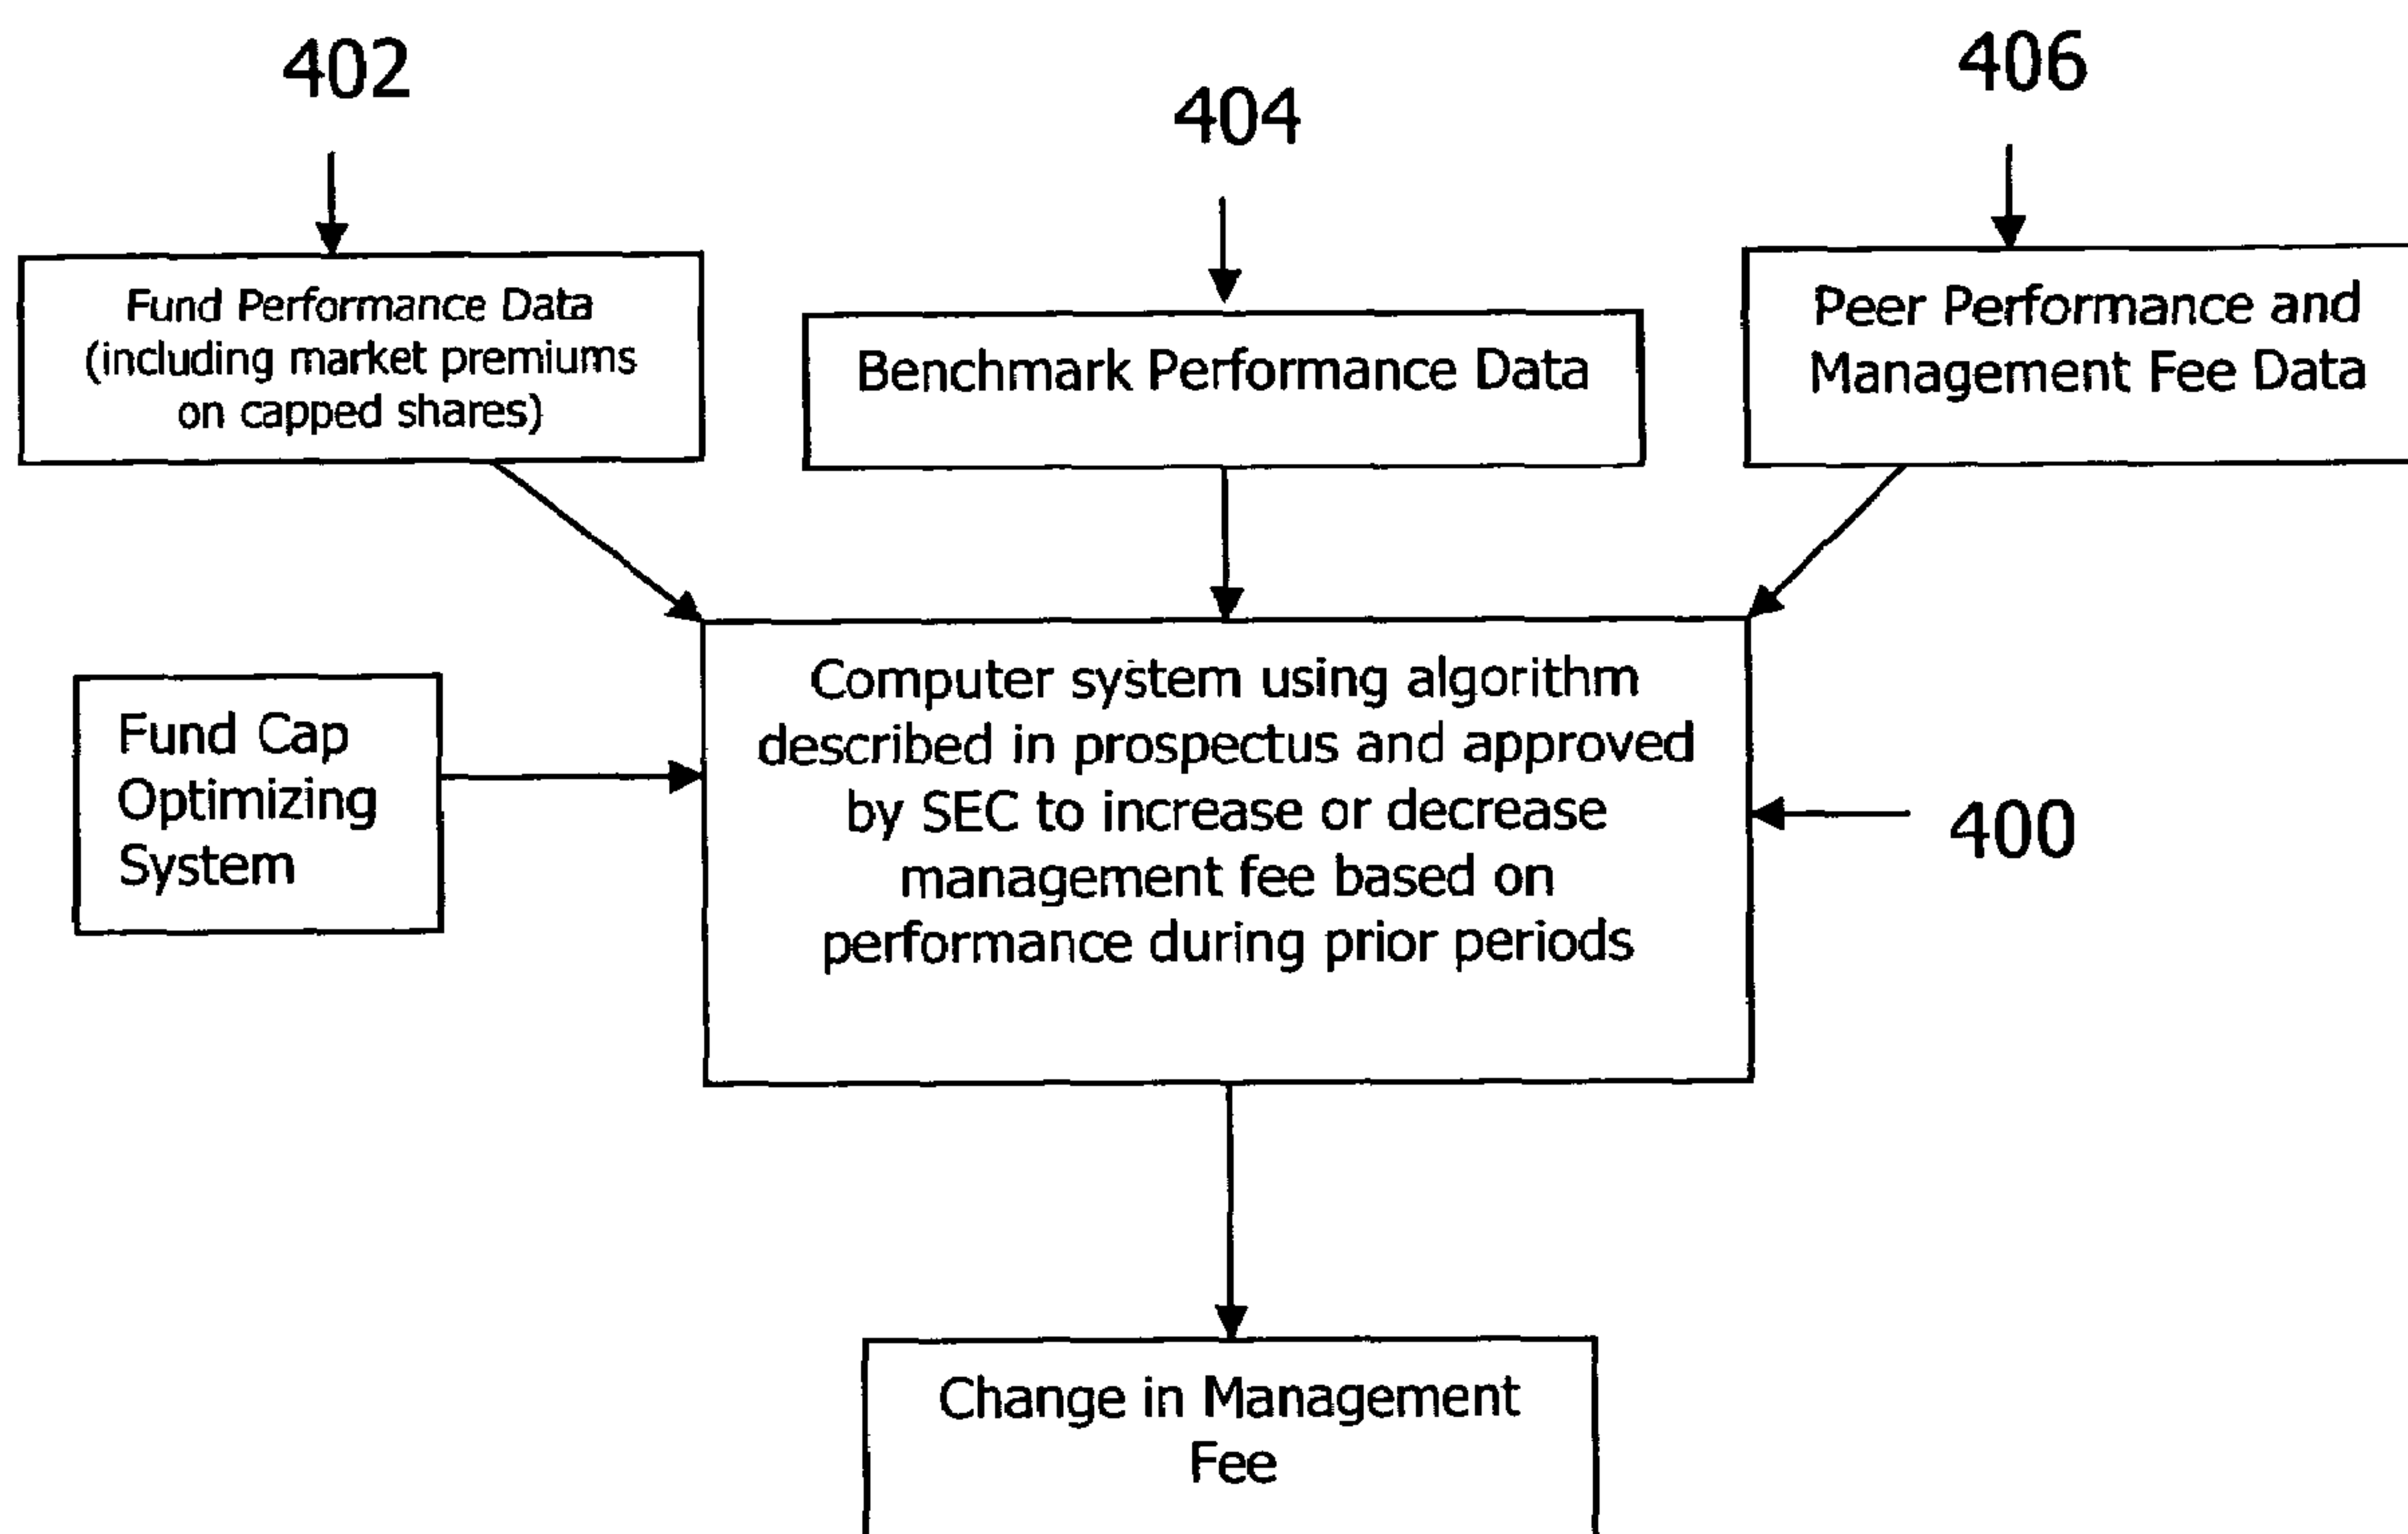 402
404
406
Fund Performance Data
(including market premiums
on capped shares)
Benchmark Performance Data
Peer Performance and
Management Fee Data
Fund Cap
Optimizing
System
Computer system using algorithm
described in prospectus and approved
by SEC to increase or decrease
management fee based on
performance during prior periods
400
Change in Management
Fee